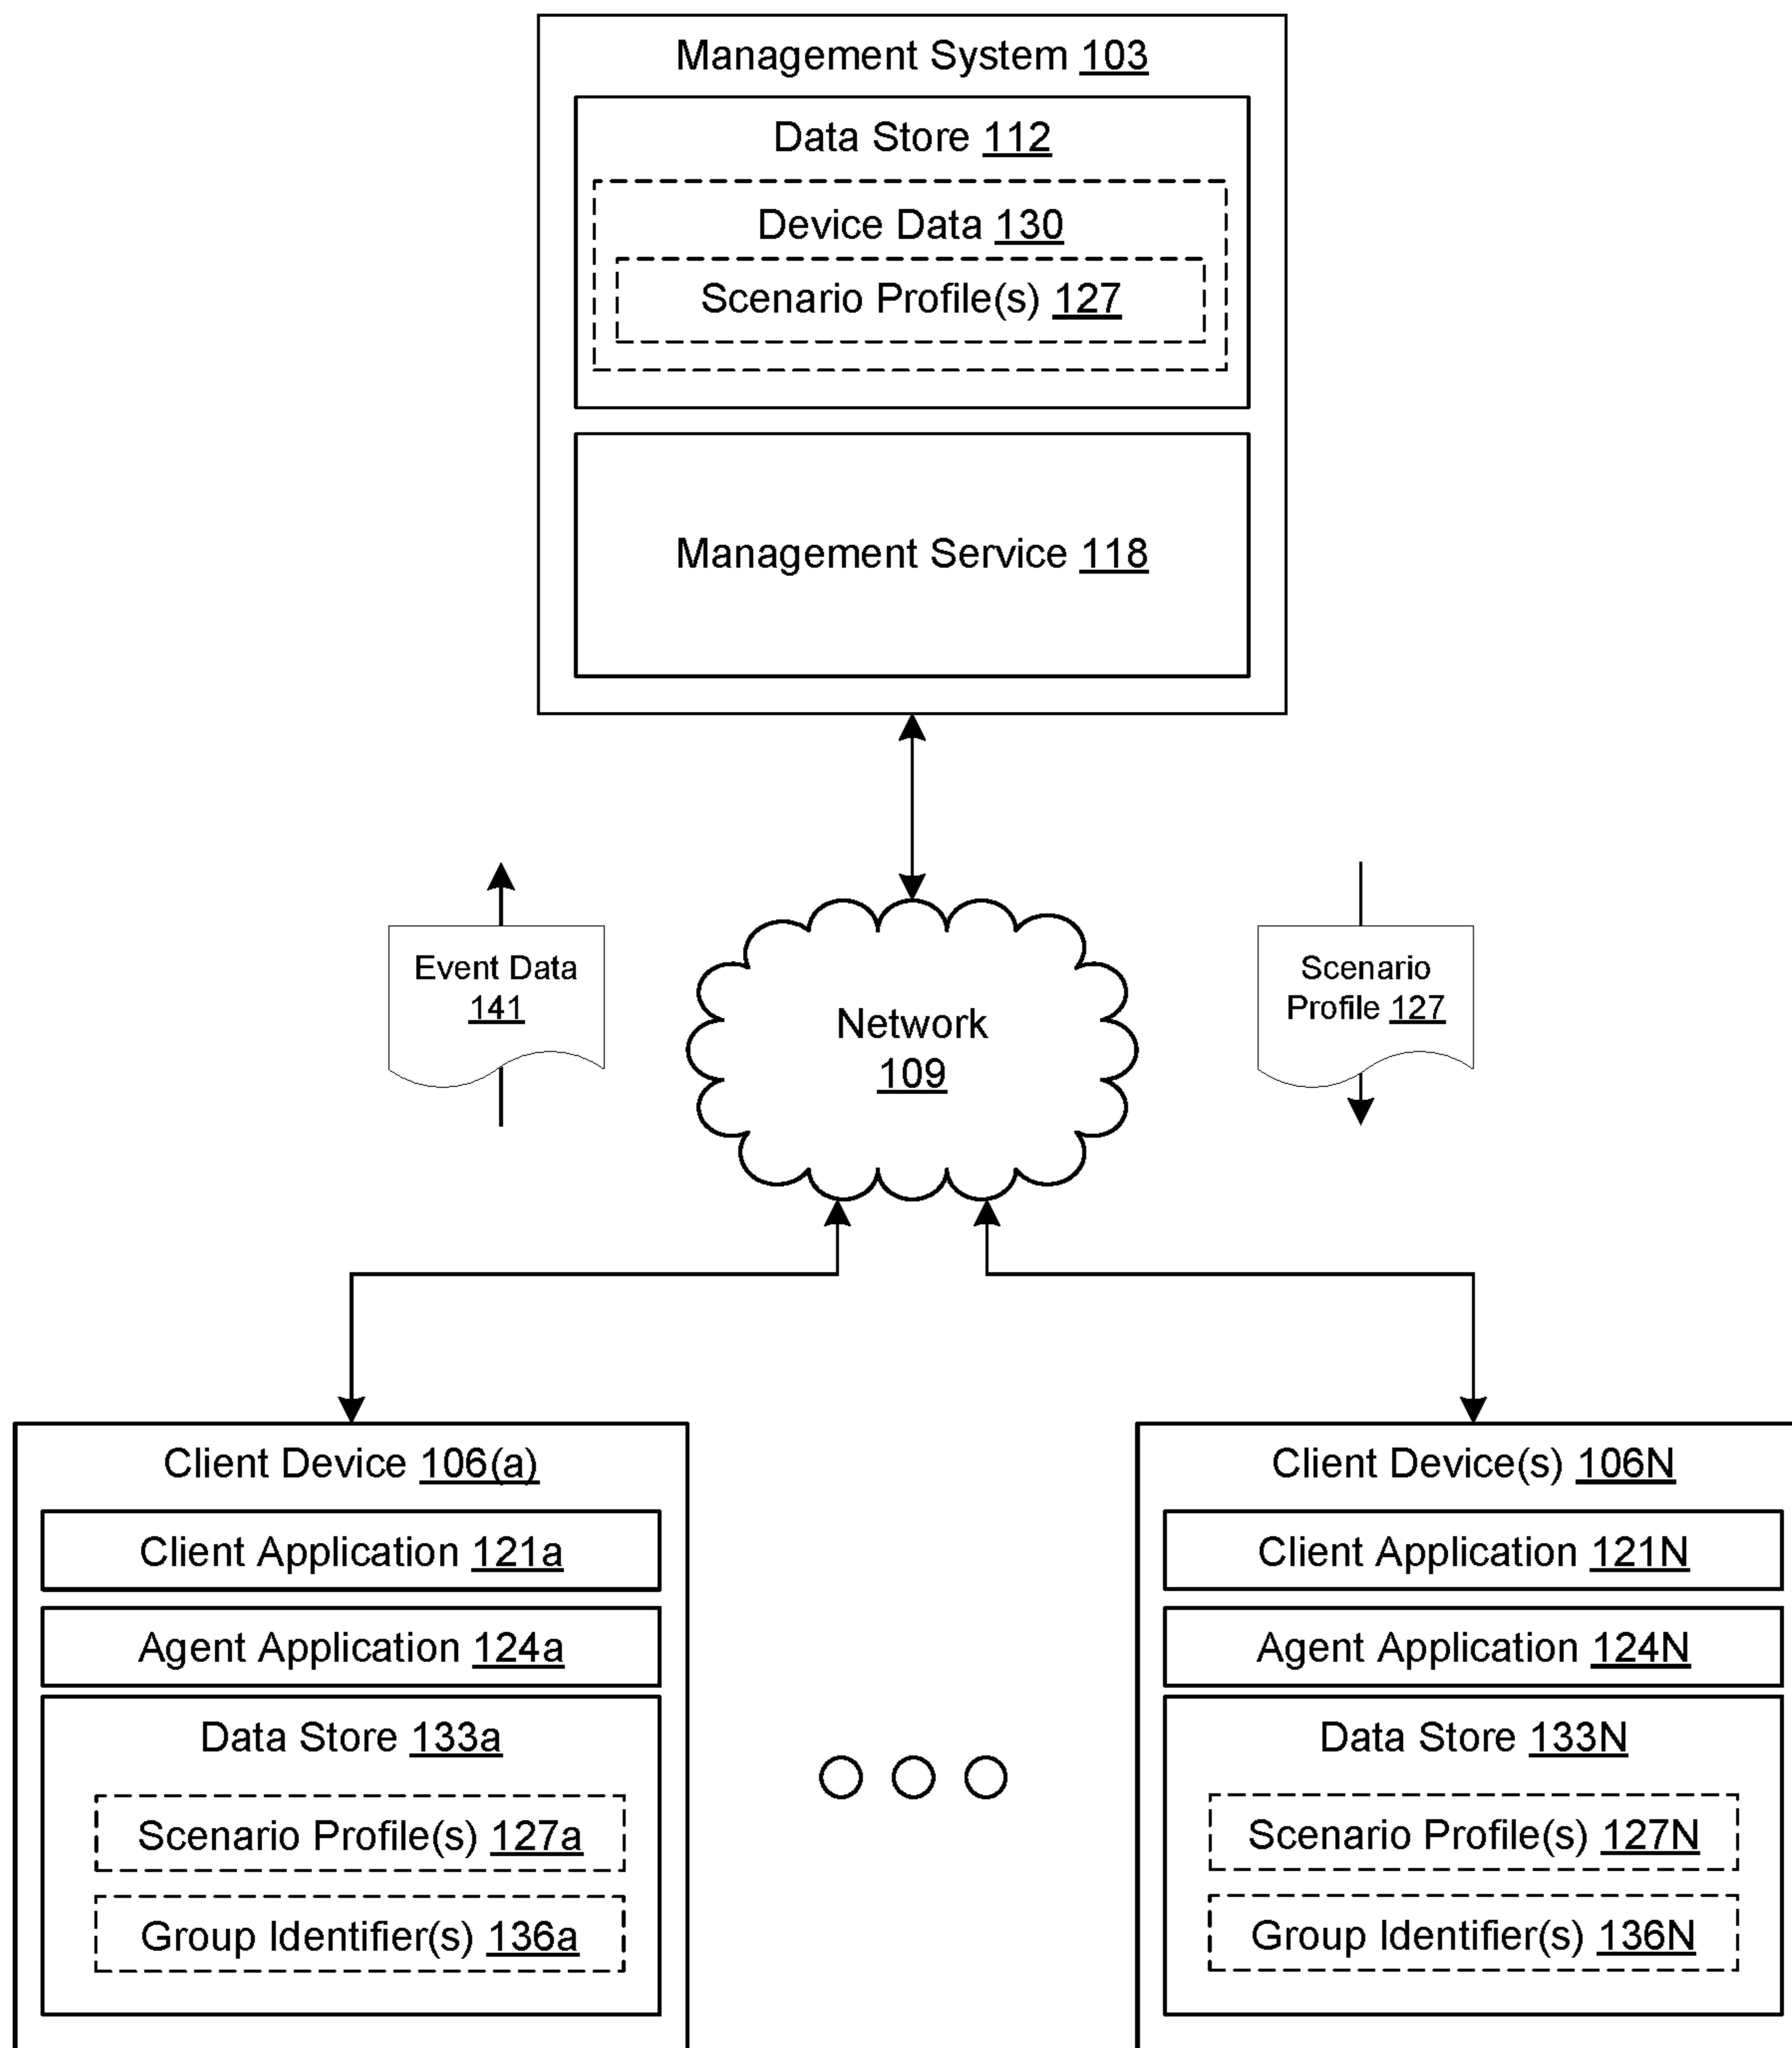 Management System 103
Data Store 112
Device Data 130
Scenario Profile(s) 127
Management Service 118
Event Data
141
Scenario
Profile 127
Network
109
Client Device 106(a)
Client Application 121a
Agent Application 124a
Data Store 133a
Scenario Profile(s) 127a
Group Identifier(s) 136a
Client Device(s) 106N
Client Application 121N
Agent Application 124N
Data Store 133N
Scenario Profile(s) 127N
Group Identifier(s) 136N